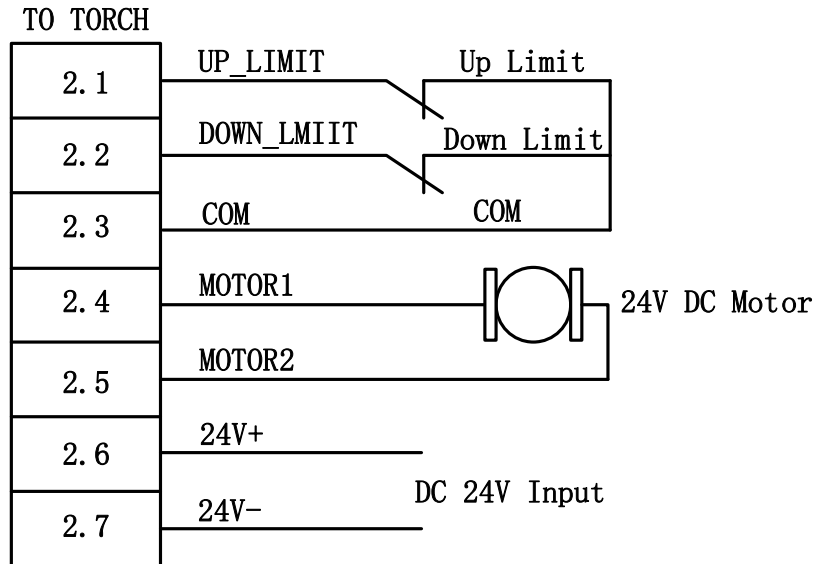 TO TORCH
2.1 UP_LIMIT Up Limit
2.2 DOWN_LMIIT Down Limit
2.3 COM COM
2.4 MOTOR1 24V DC Motor
2.5 MOTOR2
2.6 24V+
DC 24V Input
2.7 24V-